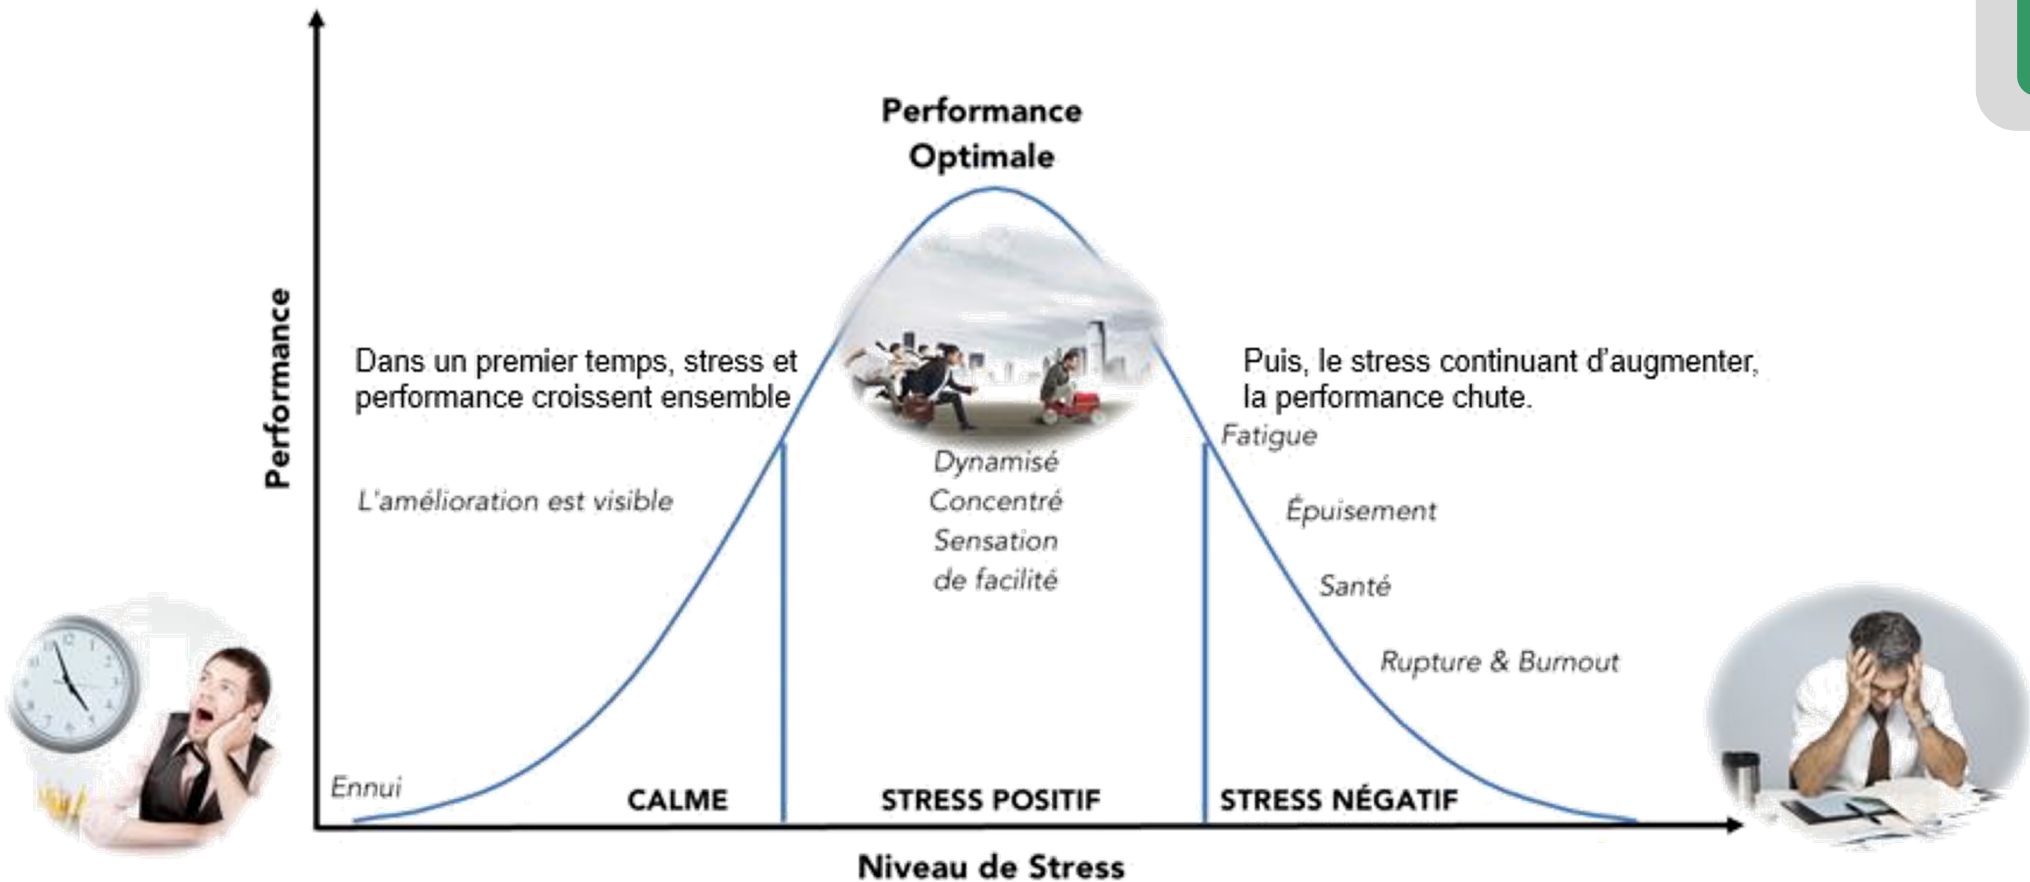 Performance
Optimale
Performance
Dans un premier temps, stress et
performance croissent ensemble
L'amélioration est visible
Ennui
CALME
Dynamisé
Concentré
Sensation
de facilité
STRESS POSITIF
Puis, le stress continuant d'augmenter,
la performance chute.
Fatigue
Épuisement
Santé
Rupture & Burnout
STRESS NÉGATIF
Niveau de Stress